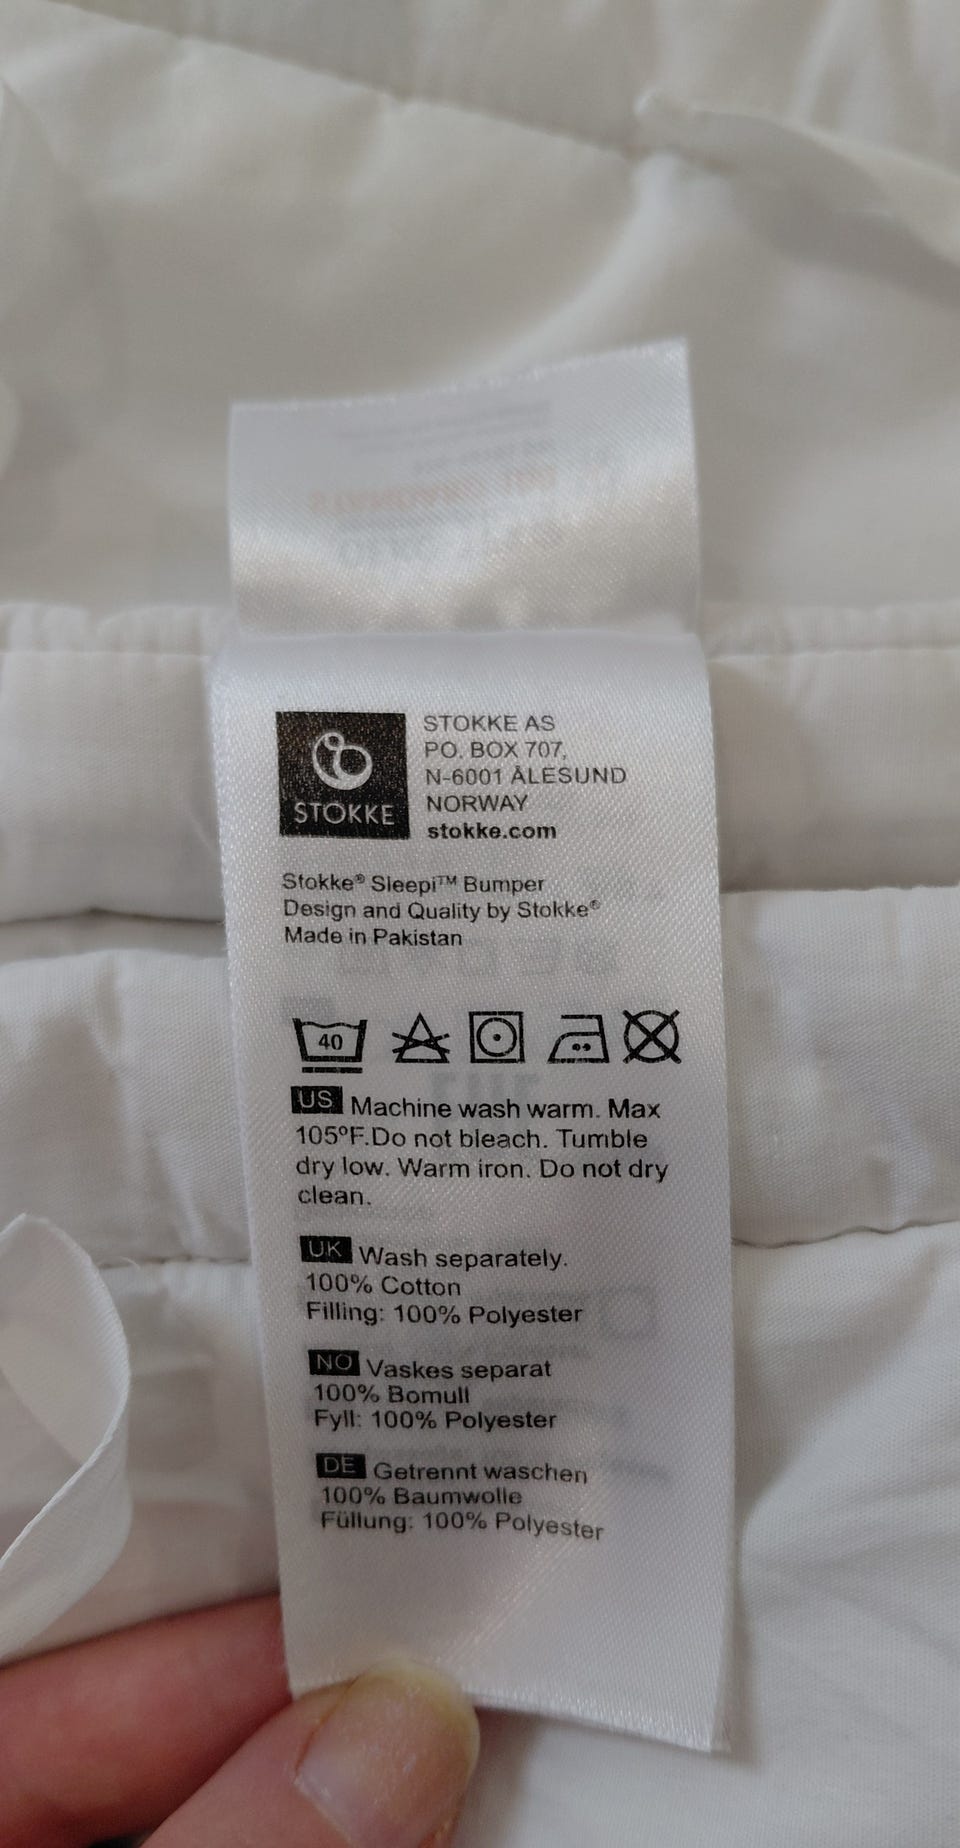 STOKKE
STOKKE AS
PO. BOX 707,
N-6001 ÅLESUND
NORWAY
stokke.com
Stokke® Sleepi™ Bumper
Design and Quality by Stokke®
Made in Pakistan
40
US Machine wash warm. Max
105ºF.Do not bleach. Tumble
dry low. Warm iron. Do not dry
clean.
UK Wash separately.
100% Cotton
Filling: 100% Polyester
NO Vaskes separat
100% Bomull
Fyll: 100% Polyester
DE Getrennt waschen
100% Baumwolle
Füllung: 100% Polyester